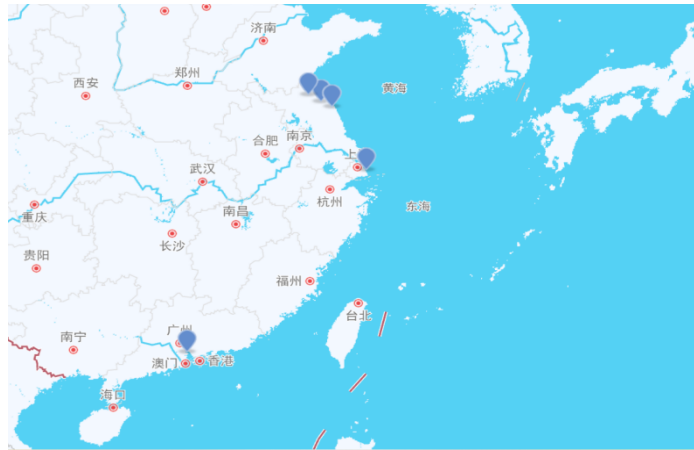 济南
郑州
西安
黄海
合肥
南京
上
武汉
杭州
重庆
南昌
东海
长沙
贵阳
福州
台北
广州
南宁
澳门
香港
海口